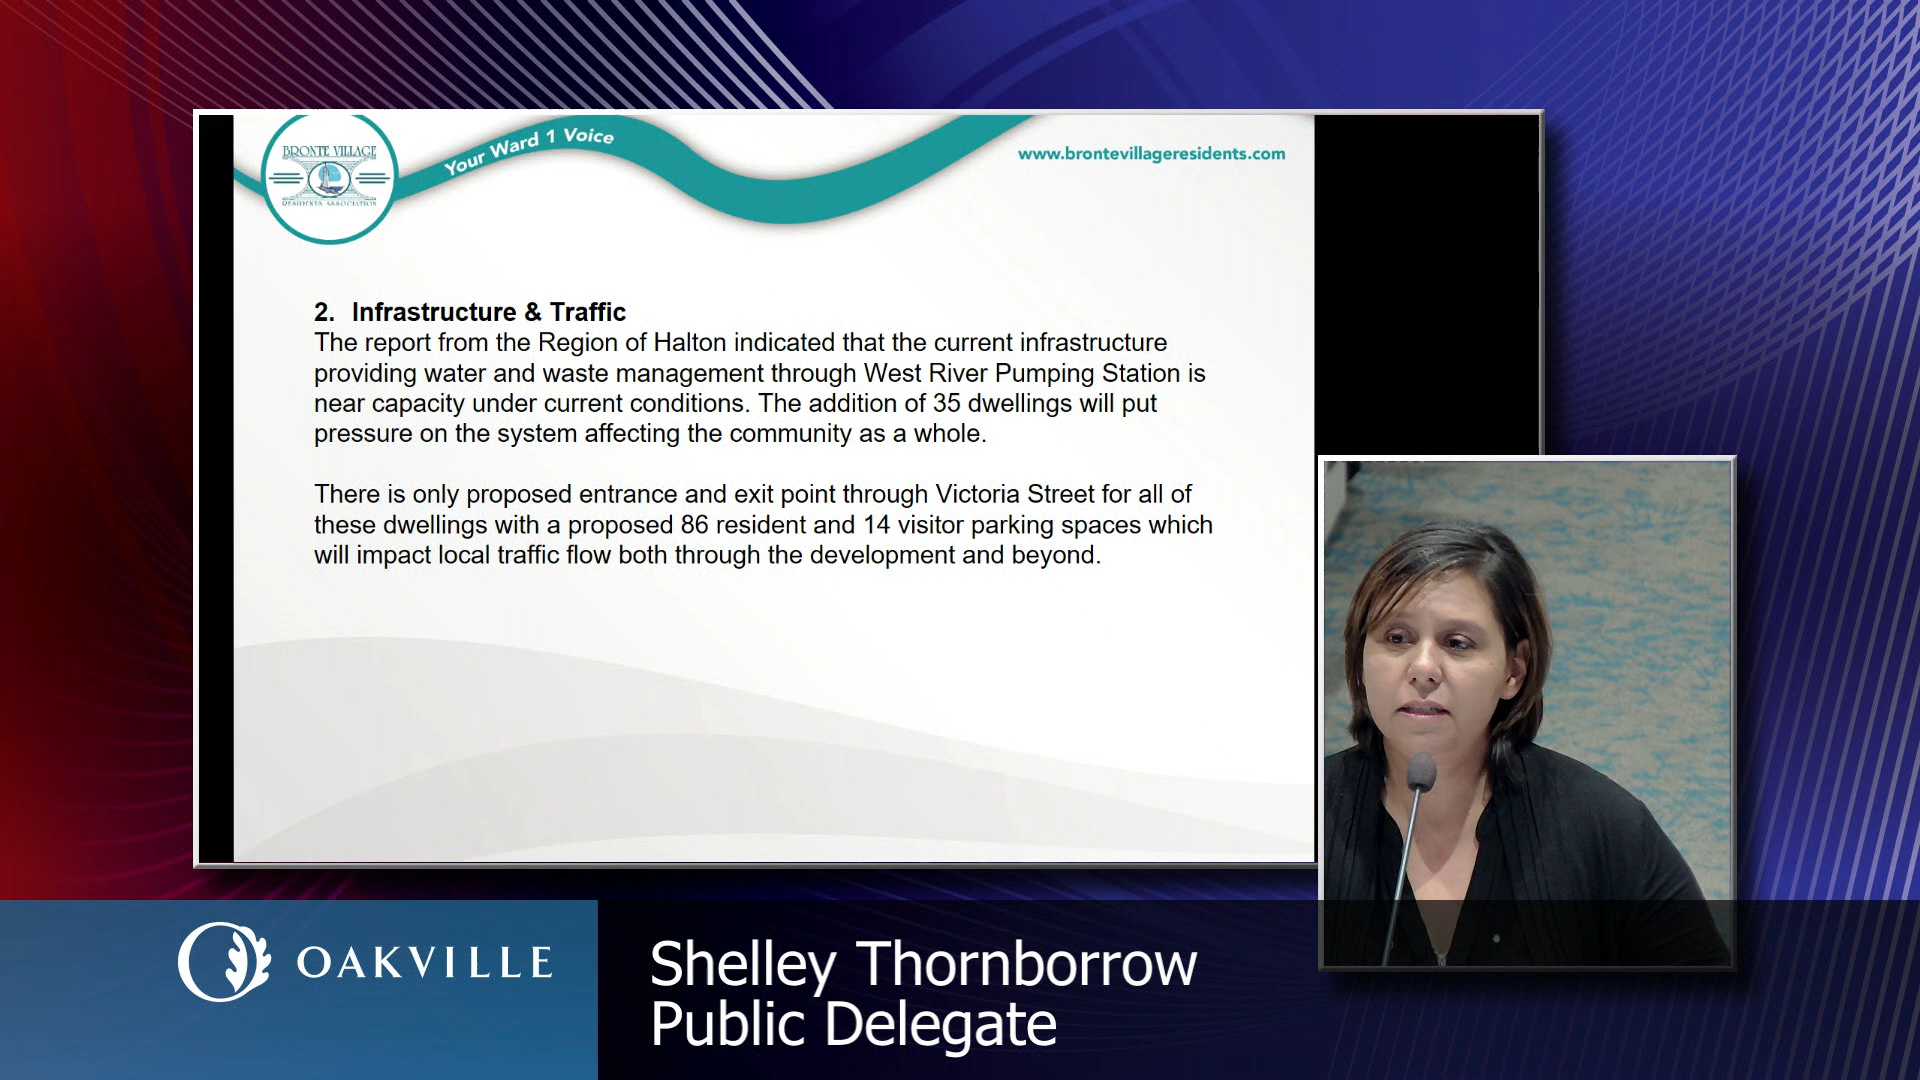 BRONTE VILLAGE
RESIDENTS ASSOCIATION
Your Ward 1 Voice
www.brontevillageresidents.com
2. Infrastructure & Traffic
The report from the Region of Halton indicated that the current infrastructure
providing water and waste management through West River Pumping Station is
near capacity under current conditions. The addition of 35 dwellings will put
pressure on the system affecting the community as a whole.
There is only proposed entrance and exit point through Victoria Street for all of
these dwellings with a proposed 86 resident and 14 visitor parking spaces which
will impact local traffic flow both through the development and beyond.
OAKVILLE
Shelley Thornborrow
Public Delegate